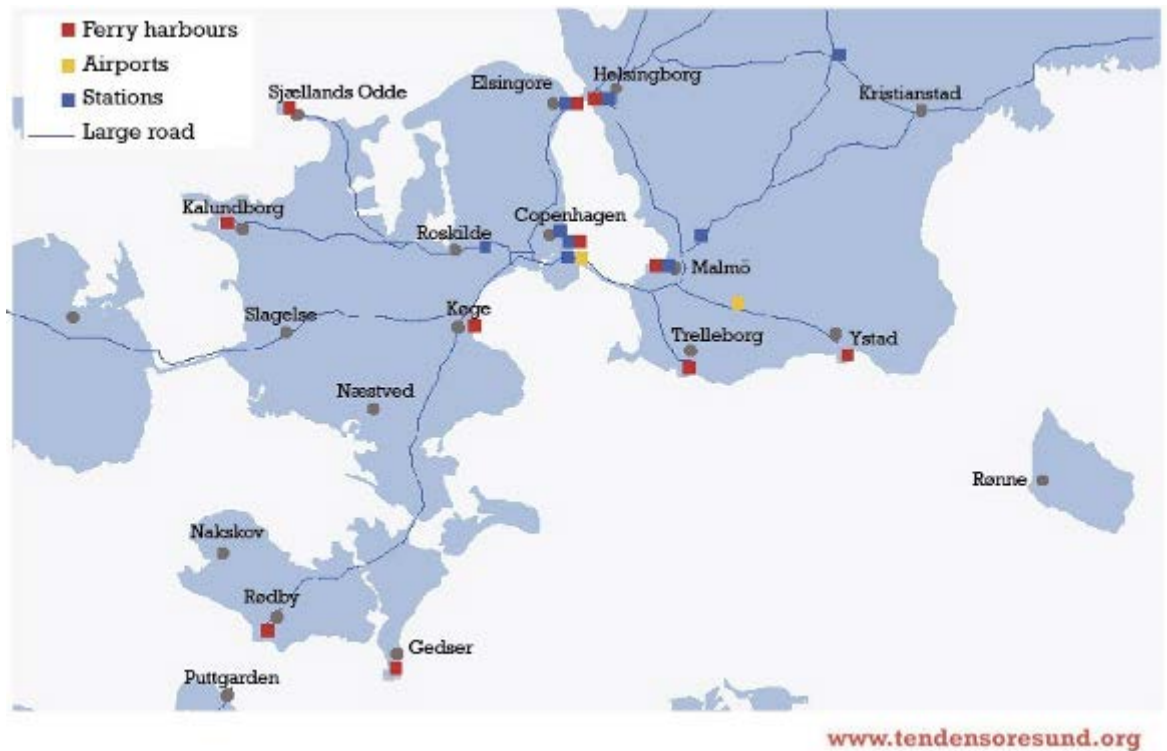 Ferry harbours
Airports
Stations
Large road
Sjællands Odde
Elsingore
Helsingborg
Kristianstad
Kalundborg
Roskilde
Copenhagen
Malmö
Slagelse
Køge
Trelleborg
Ystad
Næstved
Rønne
Nakskov
Rødby
Gedser
Puttgarden
www.tendensoresund.org